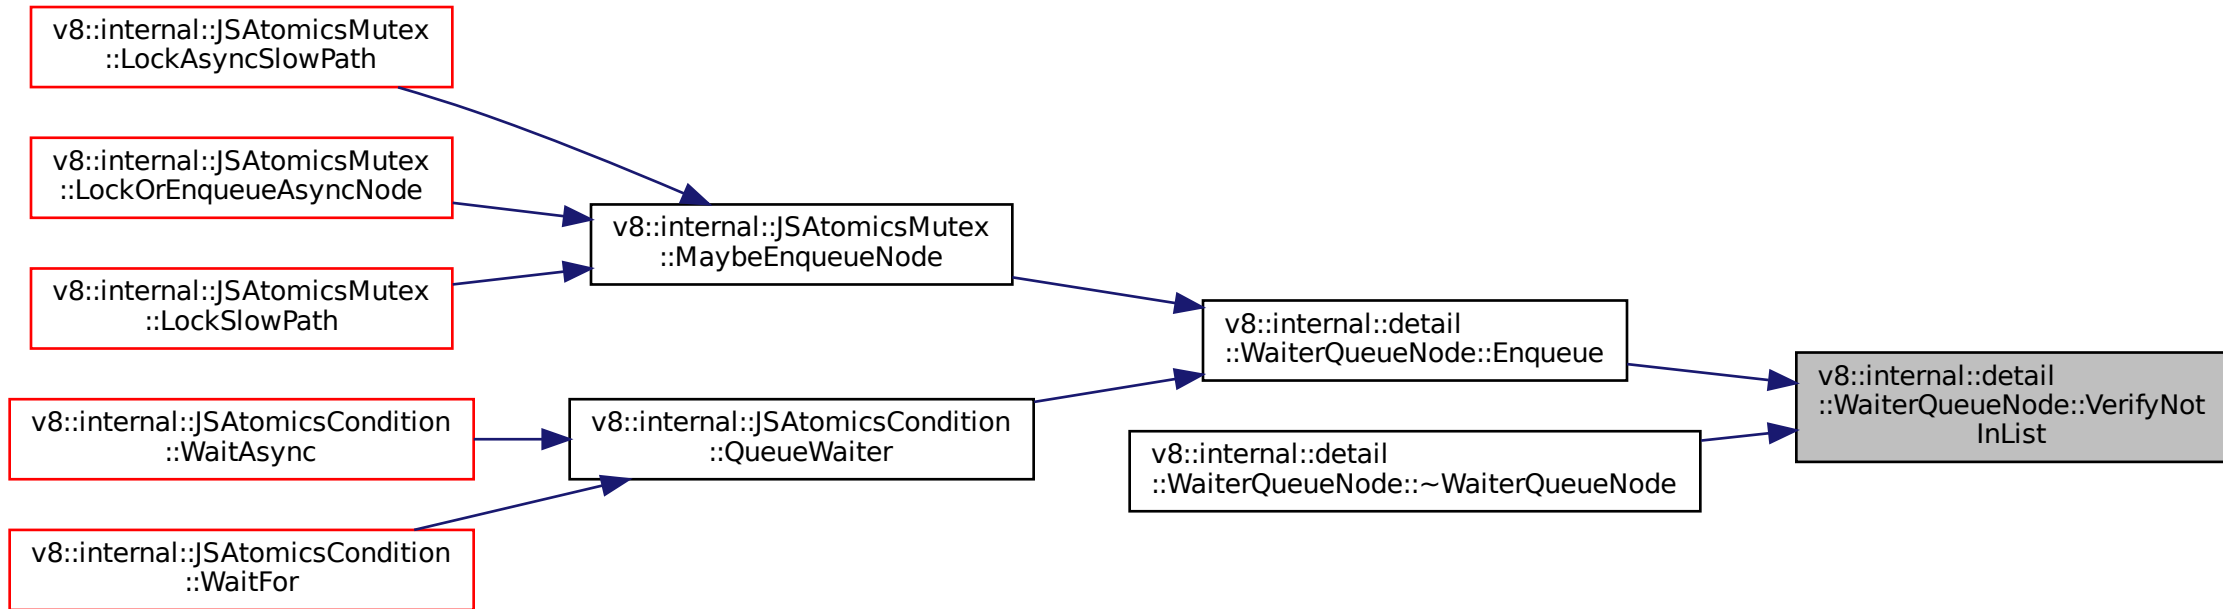 v8::internal::JSAtomicsMutex
::LockAsyncSlowPath
v8::internal::JSAtomicsMutex
::LockOrEnqueueAsyncNode
v8::internal::JSAtomicsMutex
::LockSlowPath
v8::internal::JSAtomicsCondition
::WaitAsync
v8::internal::JSAtomicsCondition
::WaitFor
v8::internal::JSAtomicsMutex
::MaybeEnqueueNode
v8::internal::JSAtomicsCondition
::QueueWaiter
v8::internal::detail
::WaiterQueueNode::Enqueue
v8::internal::detail
::WaiterQueueNode::~WaiterQueueNode
v8::internal::detail
::WaiterQueueNode::VerifyNot
InList